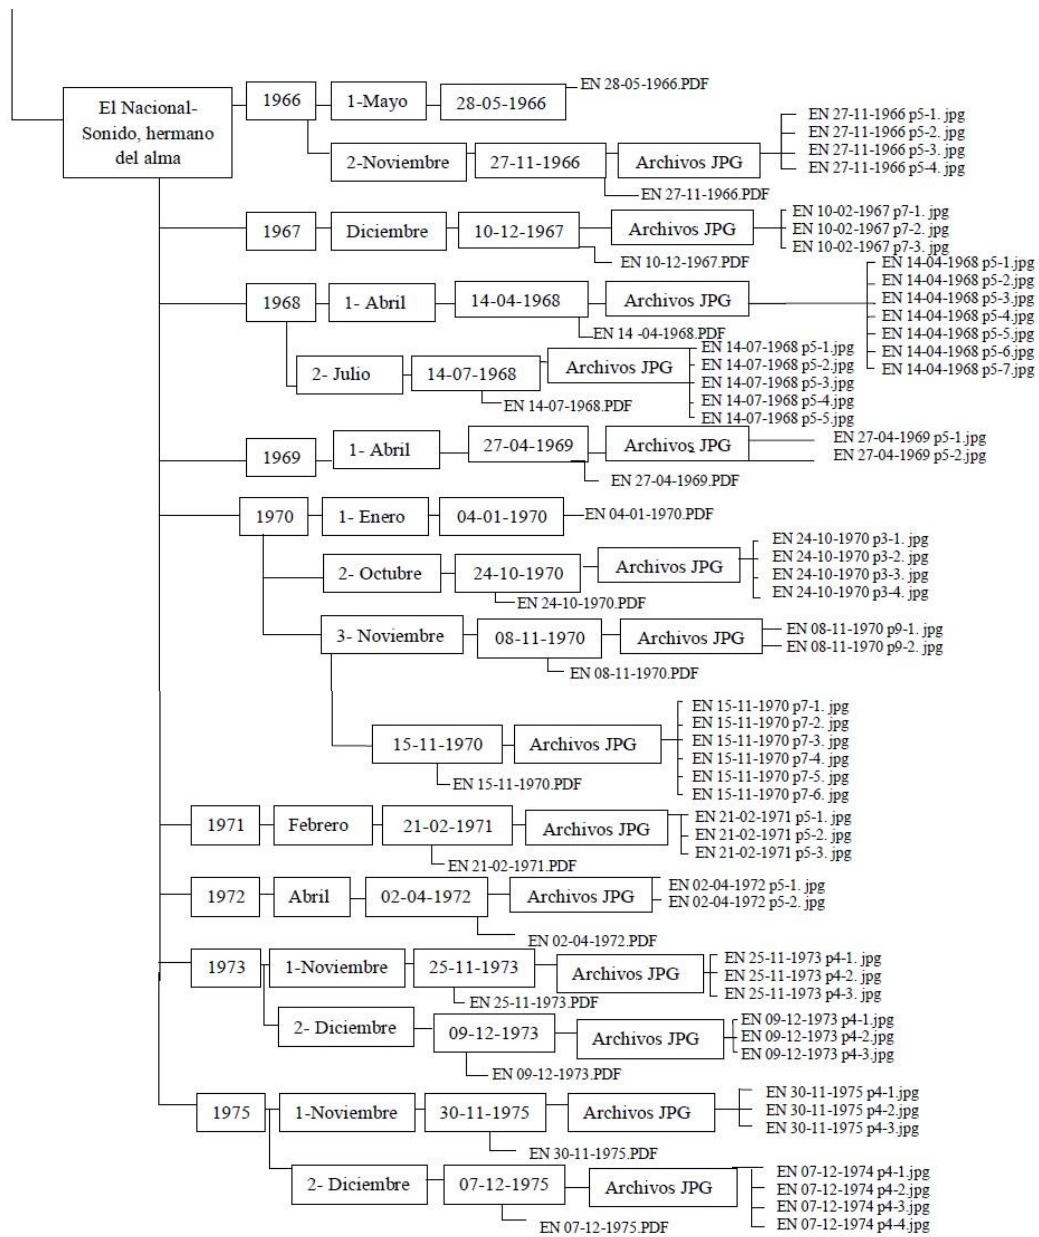 El Nacional-
Sonido, hermano
del alma
1966
1-Mayo
28-05-1966
EN 28-05-1966.PDF
2-Noviembre
27-11-1966
Archivos JPG
EN 27-11-1966 p5-1. jpg
EN 27-11-1966 p5-2. jpg
EN 27-11-1966 p5-3. jpg
EN 27-11-1966 p5-4. jpg
EN 27-11-1966.PDF
1967
Diciembre
10-12-1967
Archivos JPG
EN 10-02-1967 p7-1. jpg
EN 10-02-1967 p7-2. jpg
EN 10-02-1967 p7-3. jpg
EN 10-12-1967.PDF
1968
1- Abril
14-04-1968
Archivos JPG
EN 14-04-1968 p5-1.jpg
EN 14-04-1968 p5-2.jpg
EN 14-04-1968 p5-3.jpg
EN 14-04-1968 p5-4.jpg
EN 14-04-1968 p5-5.jpg
EN 14-04-1968 p5-6.jpg
EN 14-04-1968 p5-7.jpg
EN 14 -04-1968.PDF
2- Julio
14-07-1968
Archivos JPG
EN 14-07-1968 p5-1.jpg
EN 14-07-1968 p5-2.jpg
EN 14-07-1968 p5-3.jpg
EN 14-07-1968 p5-4.jpg
EN 14-07-1968 p5-5.jpg
EN 14-07-1968.PDF
1969
1- Abril
27-04-1969
Archivos JPG
EN 27-04-1969 p5-1.jpg
EN 27-04-1969 p5-2.jpg
EN 27-04-1969.PDF
1970
1- Enero
04-01-1970
EN 04-01-1970.PDF
2- Octubre
24-10-1970
Archivos JPG
EN 24-10-1970 p3-1. jpg
EN 24-10-1970 p3-2. jpg
EN 24-10-1970 p3-3. jpg
EN 24-10-1970 p3-4. jpg
EN 24-10-1970.PDF
3- Noviembre
08-11-1970
Archivos JPG
EN 08-11-1970 p9-1. jpg
EN 08-11-1970 p9-2. jpg
EN 08-11-1970.PDF
15-11-1970
Archivos JPG
EN 15-11-1970 p7-1. jpg
EN 15-11-1970 p7-2. jpg
EN 15-11-1970 p7-3. jpg
EN 15-11-1970 p7-4. jpg
EN 15-11-1970 p7-5. jpg
EN 15-11-1970 p7-6. jpg
EN 15-11-1970.PDF
1971
Febrero
21-02-1971
Archivos JPG
EN 21-02-1971 p5-1. jpg
EN 21-02-1971 p5-2. jpg
EN 21-02-1971 p5-3. jpg
EN 21-02-1971.PDF
1972
Abril
02-04-1972
Archivos JPG
EN 02-04-1972 p5-1. jpg
EN 02-04-1972 p5-2. jpg
EN 02-04-1972.PDF
1973
1-Noviembre
25-11-1973
Archivos JPG
EN 25-11-1973 p4-1. jpg
EN 25-11-1973 p4-2. jpg
EN 25-11-1973 p4-3. jpg
EN 25-11-1973.PDF
2- Diciembre
09-12-1973
Archivos JPG
EN 09-12-1973 p4-1.jpg
EN 09-12-1973 p4-2.jpg
EN 09-12-1973 p4-3.jpg
EN 09-12-1973.PDF
1975
1-Noviembre
30-11-1975
Archivos JPG
EN 30-11-1975 p4-1.jpg
EN 30-11-1975 p4-2.jpg
EN 30-11-1975 p4-3.jpg
EN 30-11-1975.PDF
2- Diciembre
07-12-1975
Archivos JPG
EN 07-12-1974 p4-1.jpg
EN 07-12-1974 p4-2.jpg
EN 07-12-1974 p4-3.jpg
EN 07-12-1974 p4-4.jpg
EN 07-12-1975.PDF